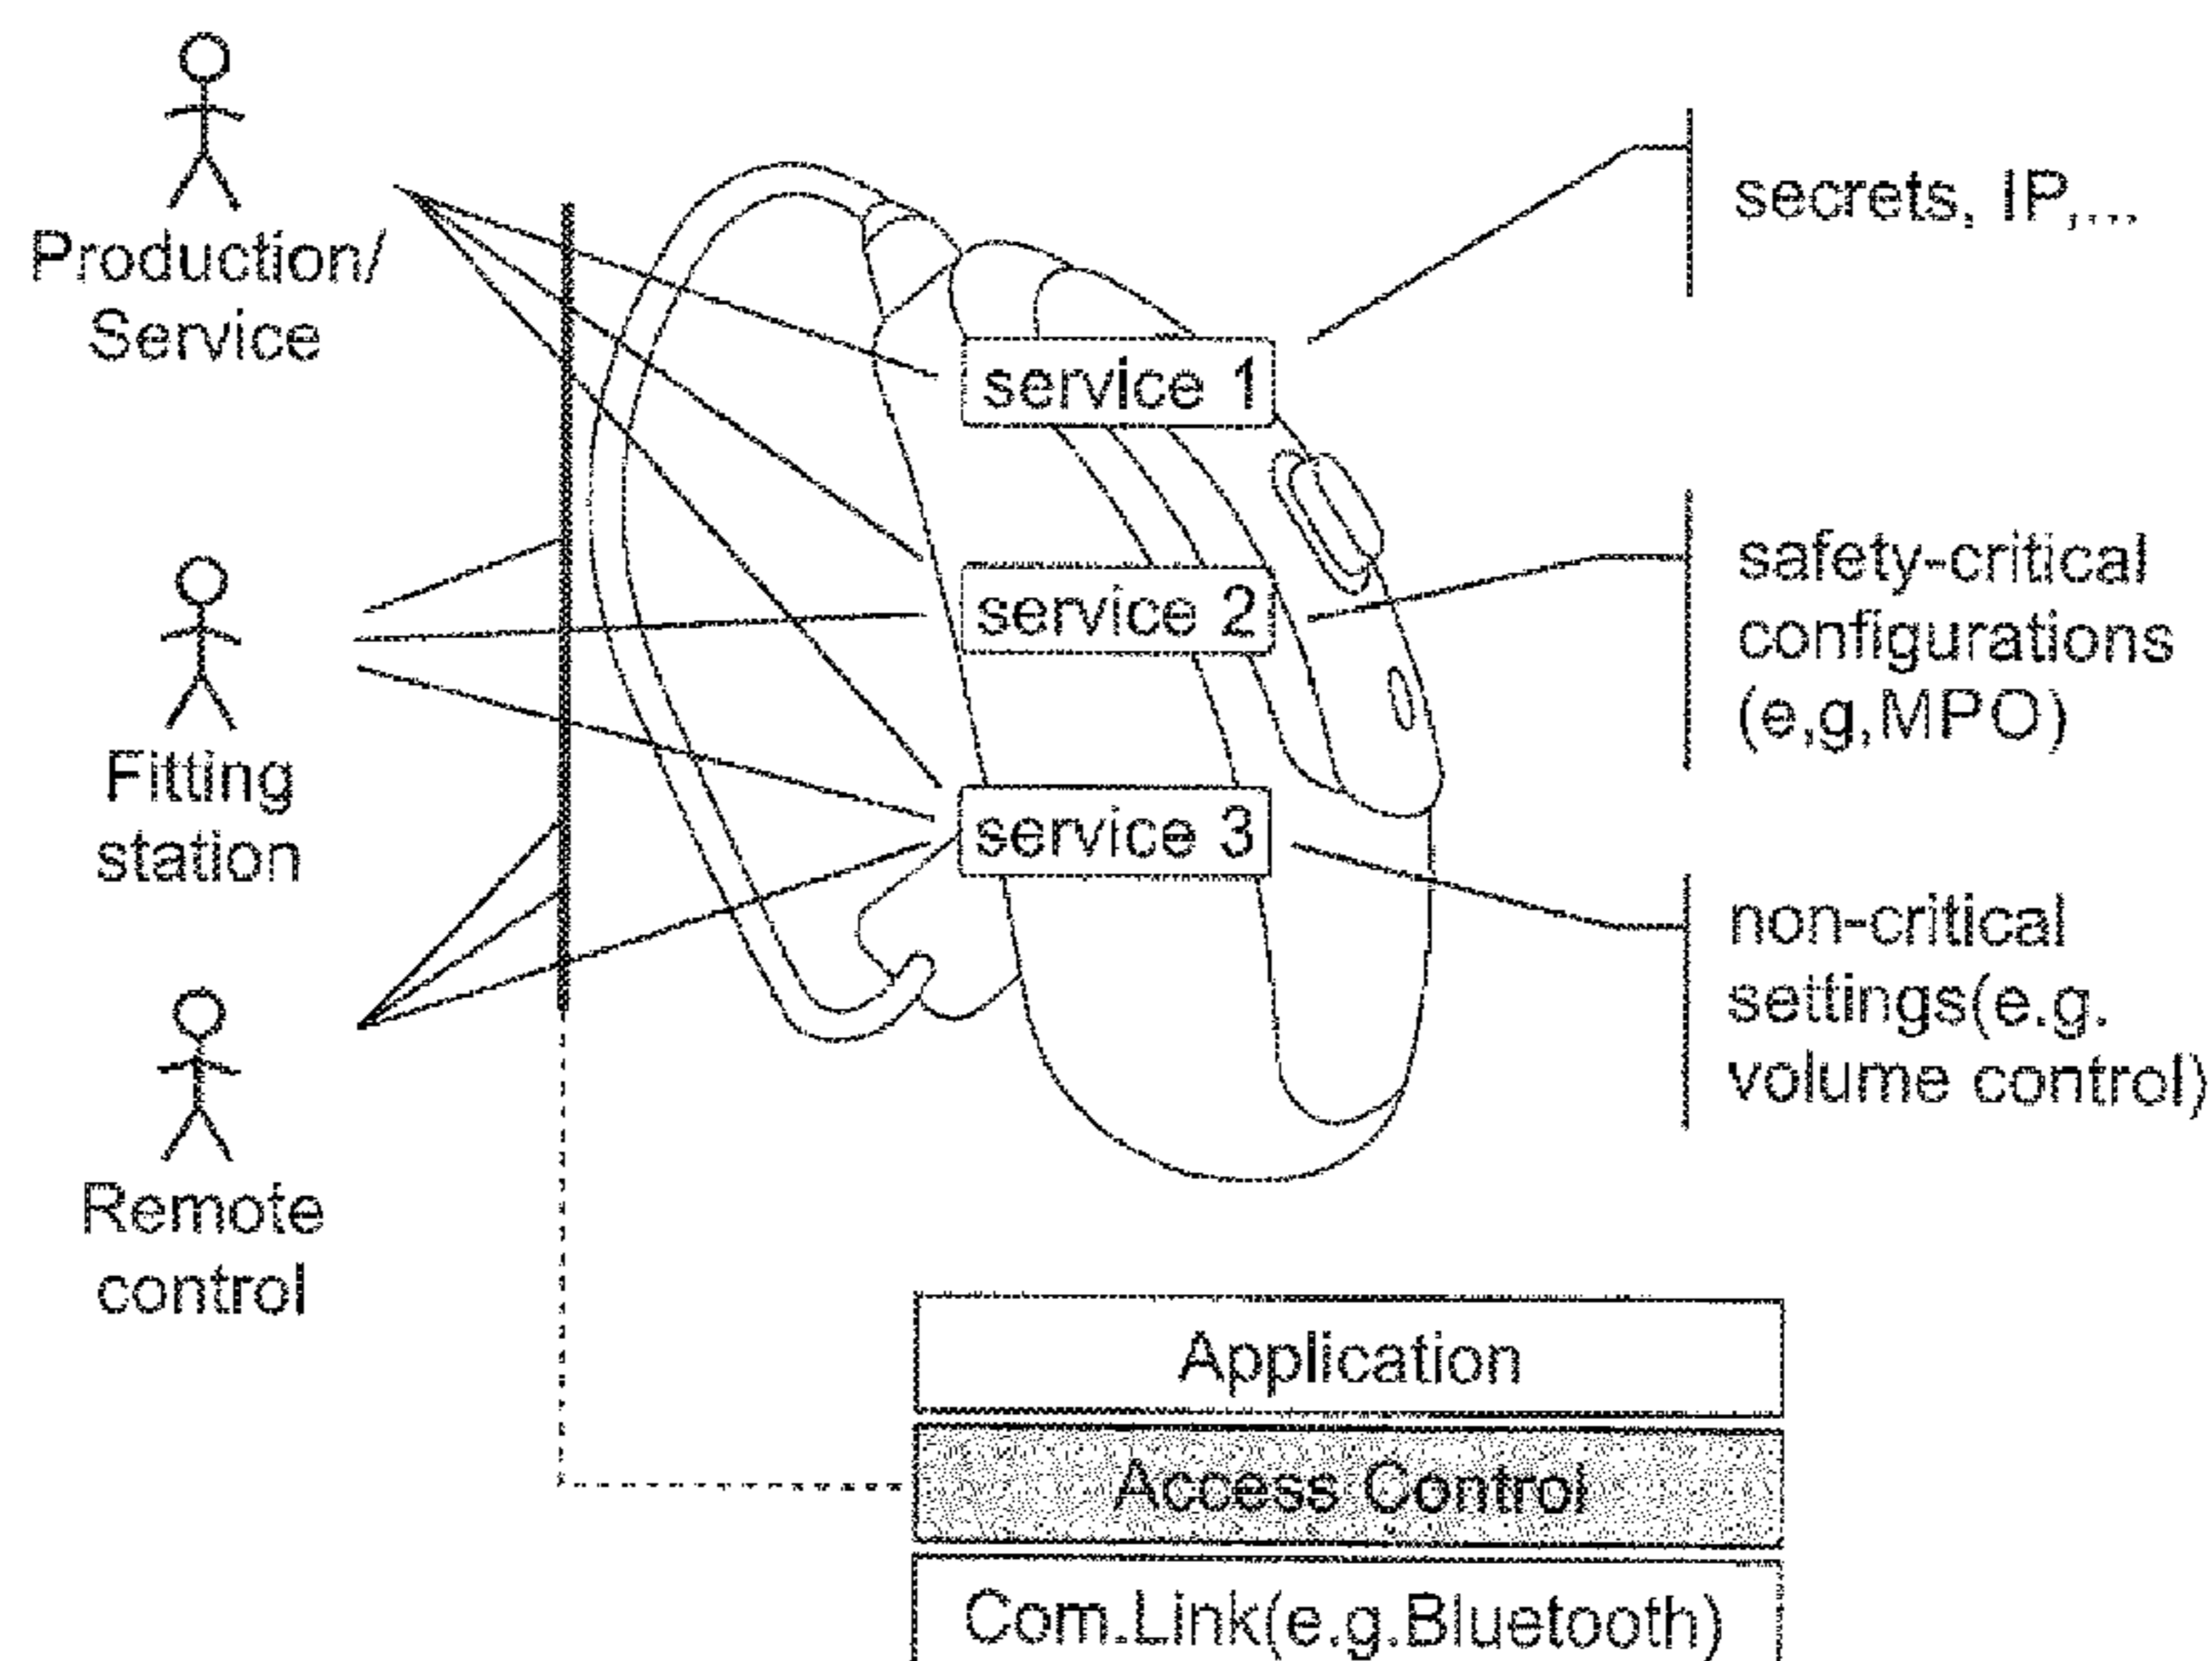 Production/
Service
Fitting
station
Remote
control
service 1
service 2
service 3
secrets, IP,...
safety-critical
configurations
(e,g,MPO)
non-critical
settings(e.g.
volume control)
Application
Access Control
Com.Link(e.g.Bluetooth)